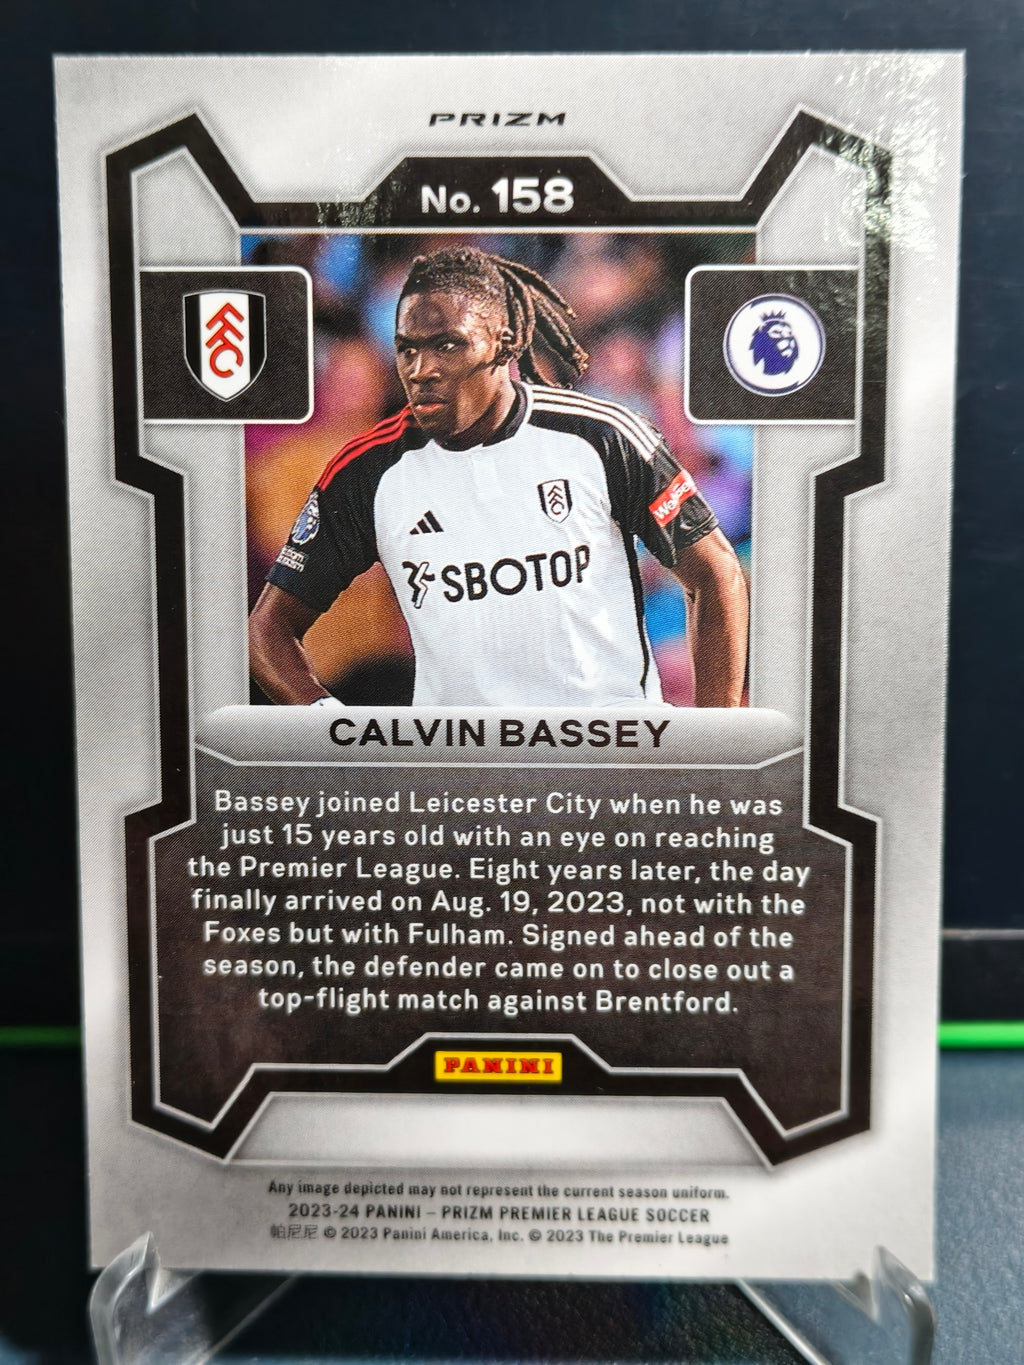 PRIZM
No. 158
FFC
WonderFi
SBOTOP
CALVIN BASSEY
Bassey joined Leicester City when he was
just 15 years old with an eye on reaching
the Premier League. Eight years later, the day
finally arrived on Aug. 19, 2023, not with the
Foxes but with Fulham. Signed ahead of the
season, the defender came on to close out a
top-flight match against Brentford.
PANINI
Any image depicted may not represent the current season uniform.
2023-24 PANINI – PRIZM PREMIER LEAGUE SOCCER
帕尼尼 © 2023 Panini America, Inc. © 2023 The Premier League